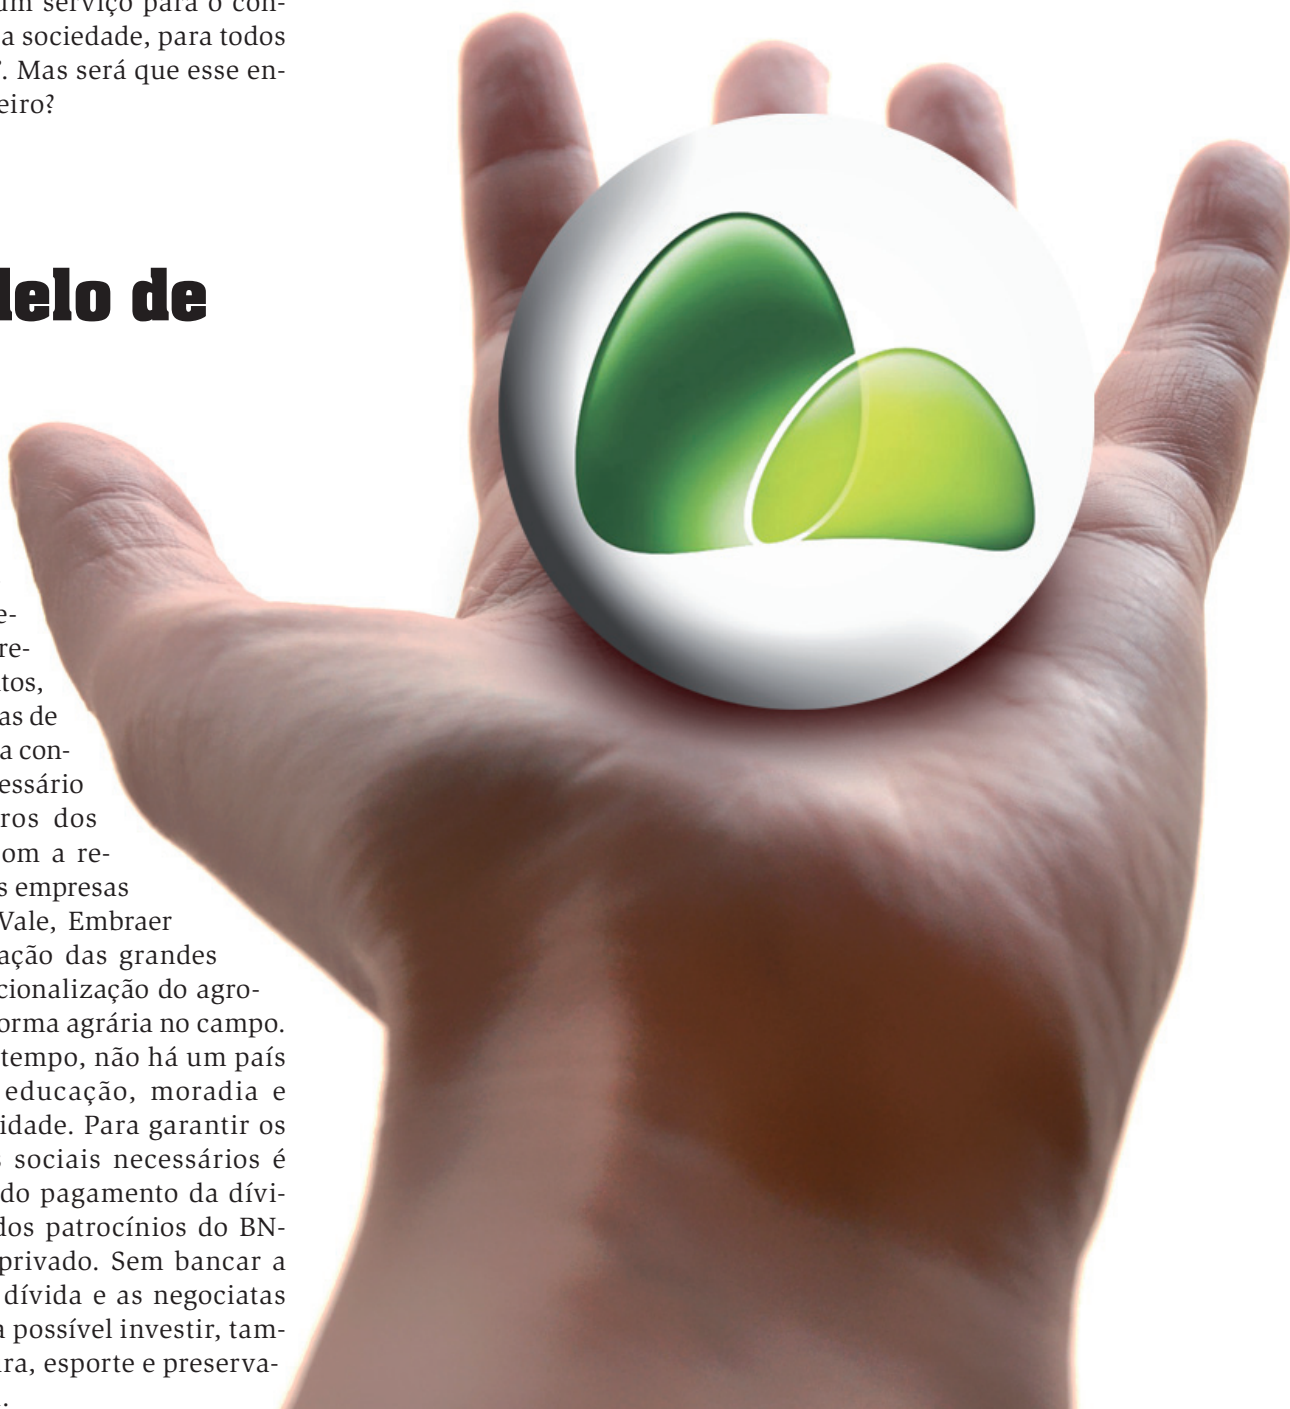 um serviço para o con-
a sociedade, para todos
. Mas será que esse en-
eiro?
delo de
e-
re-
tos,
as de
a con-
essário
ros dos
om a re-
s empresas
Vale, Embraer
ação das grandes
cionalização do agro-
orma agrária no campo.
tempo, não há um país
educação, moradia e
idade. Para garantir os
s sociais necessários é
do pagamento da dívi-
dos patrocínios do BN-
privado. Sem bancar a
dívida e as negociatas
a possível investir, tam-
ra, esporte e preserva-